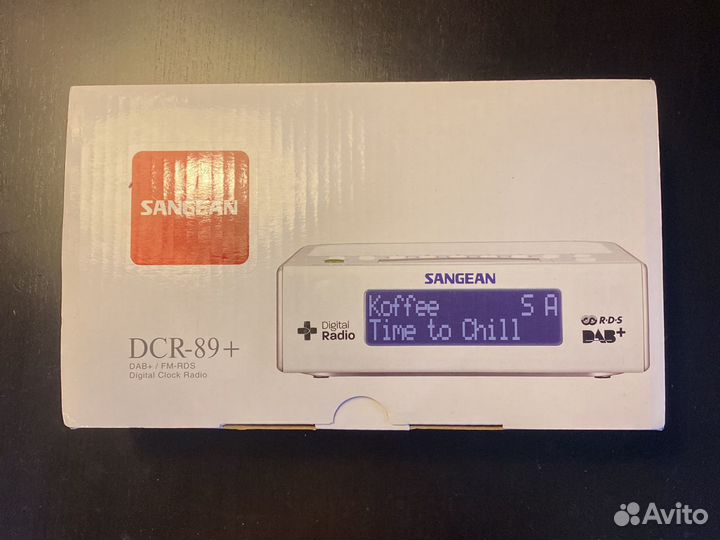 SANGEAN
SANGEAN
Koffee S A
Time to Chill
Digital
Radio
R·D·S
DAB+
DCR-89+
DAB+ / FM-RDS
Digital Clock Radio
Avito